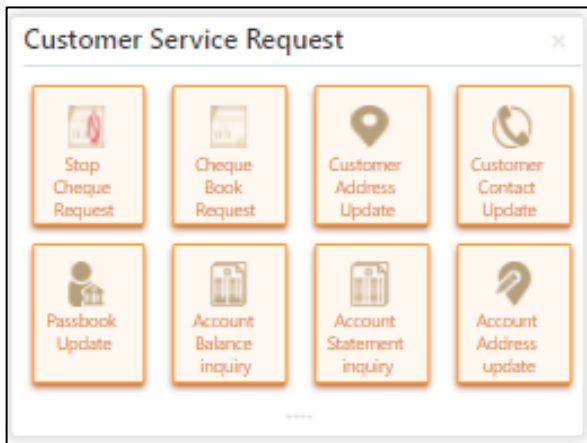 Customer Service Request
Stop
Cheque
Request
Cheque
Book
Request
Customer
Address
Update
Customer
Contact
Update
Passbook
Update
Account
Balance
inquiry
Account
Statement
inquiry
Account
Address
update